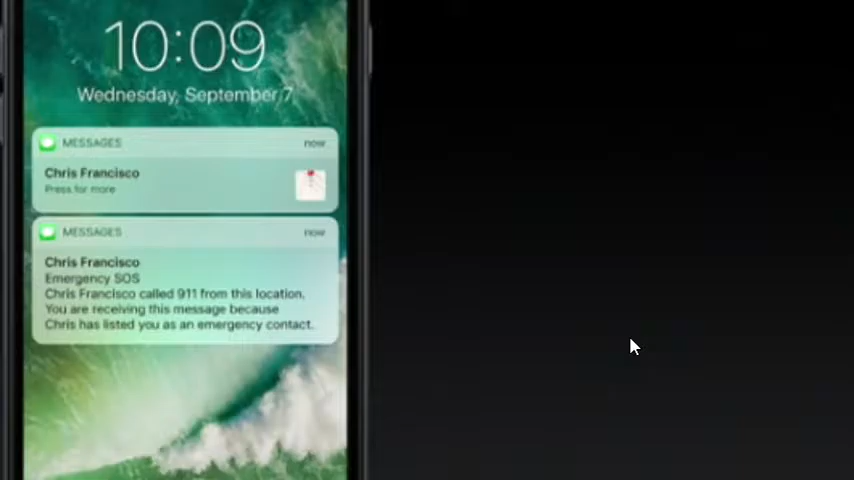 10:09
Wednesday, September 7
MESSAGES now
Chris Francisco
Press for more
MESSAGES now
Chris Francisco
Emergency SOS
Chris Francisco called 911 from this location.
You are receiving this message because
Chris has listed you as an emergency contact.